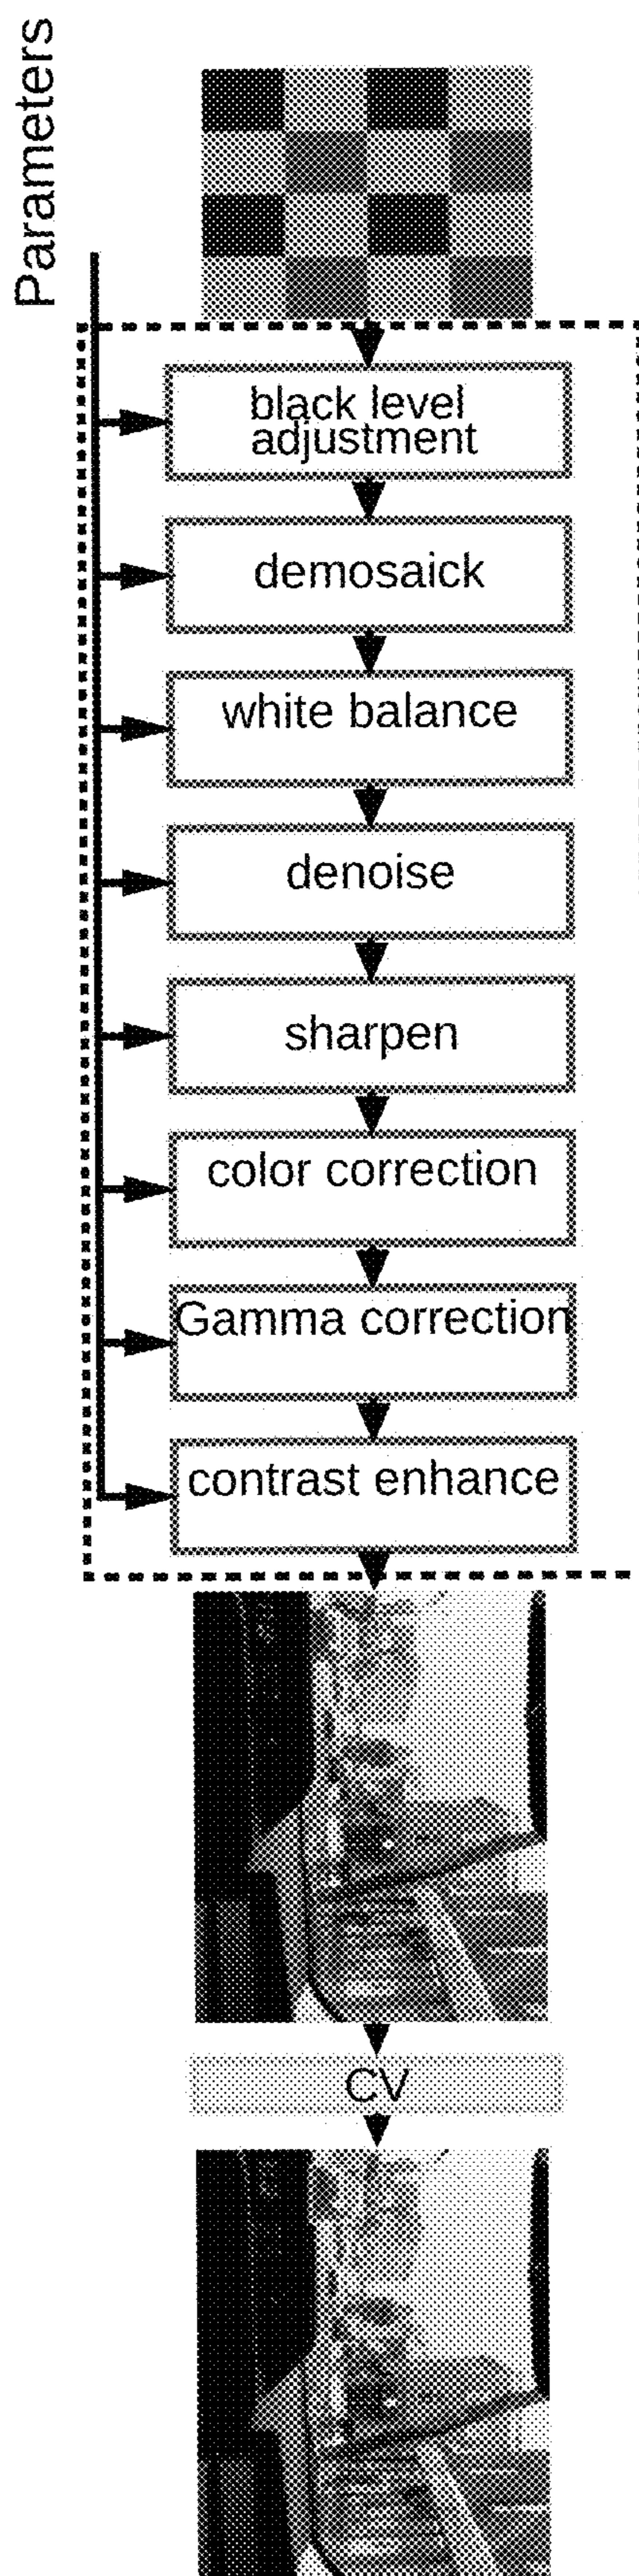 Parameters
black level
adjustment
demosaick
white balance
denoise
sharpen
color correction
Gamma correction
contrast enhance
CV